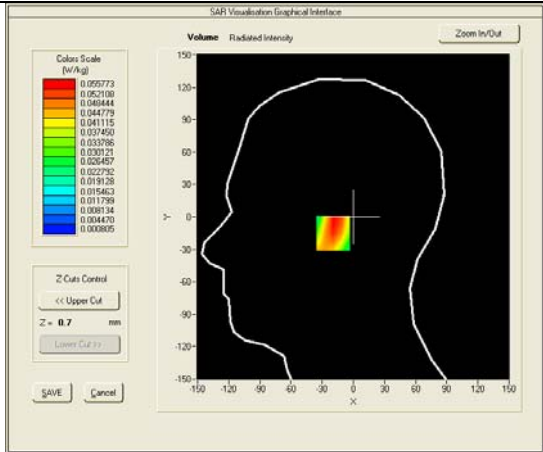 SAR Visualisation Graphical Interface
Volume Radiated Intensity
Zoom In/Out
Colors Scale
(W/kg)
0.055773
0.052108
0.048444
0.044779
0.041115
0.037450
0.033786
0.030121
0.026457
0.022792
0.019128
0.015463
0.011799
0.008134
0.004470
0.000805
Z Cuts Control
<< Upper Cut
Z = 0.7 mm
Lower Cut >>
SAVE
Cancel
150
120
90
60
30
0
-30
-60
-90
-120
-150
Y
-150 -120 -90 -60 -30 0 30 60 90 120 150
X